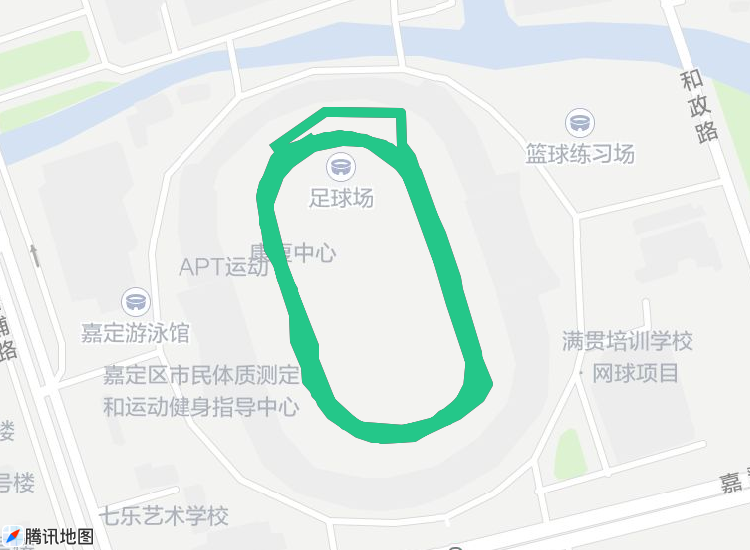 和政路
篮球练习场
足球场
康复中心
APT运动
嘉定游泳馆
满贯培训学校
网球项目
嘉定区市民体质测定
和运动健身指导中心
路
楼
号楼
嘉
七乐艺术学校
腾讯地图